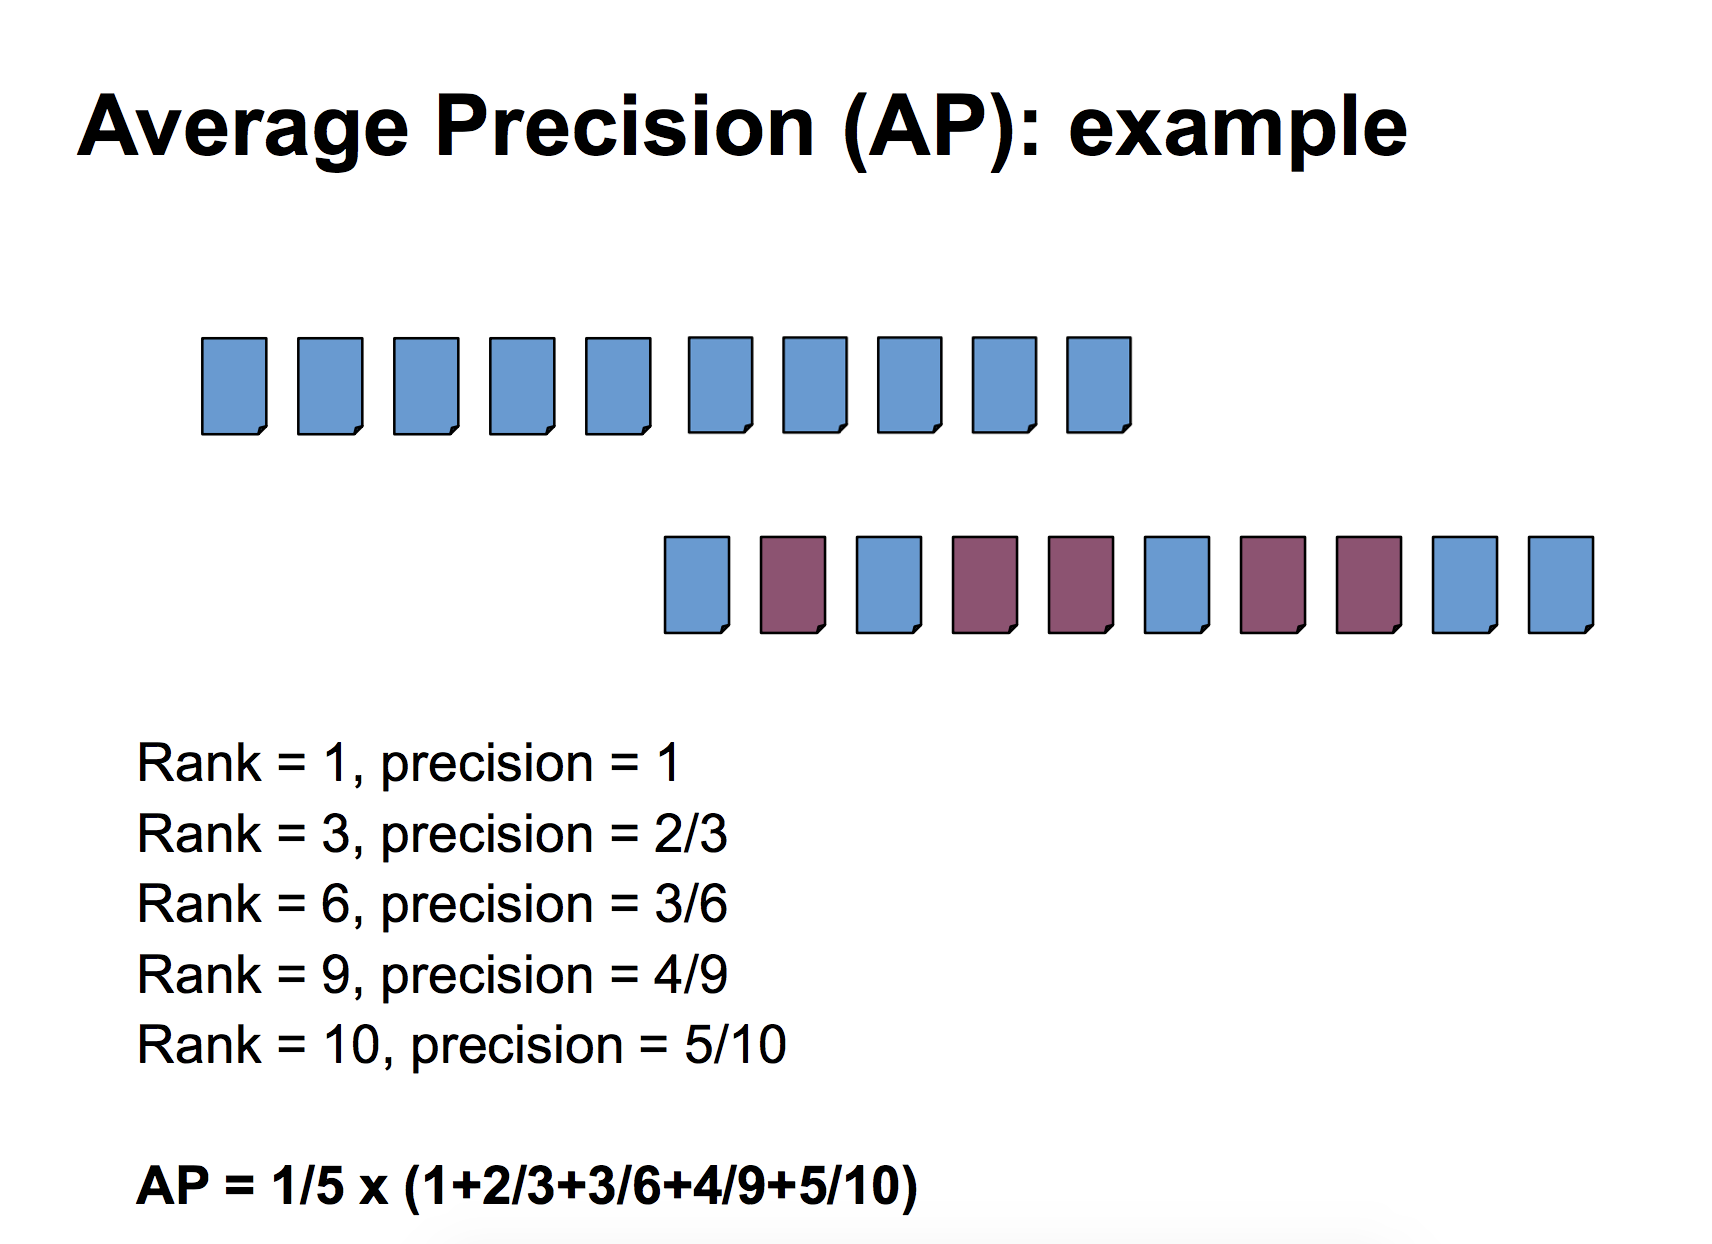 Average Precision (AP): example
Rank = 1, precision = 1
Rank = 3, precision = 2/3
Rank = 6, precision = 3/6
Rank = 9, precision = 4/9
Rank = 10, precision = 5/10
AP = 1/5 x (1+2/3+3/6+4/9+5/10)